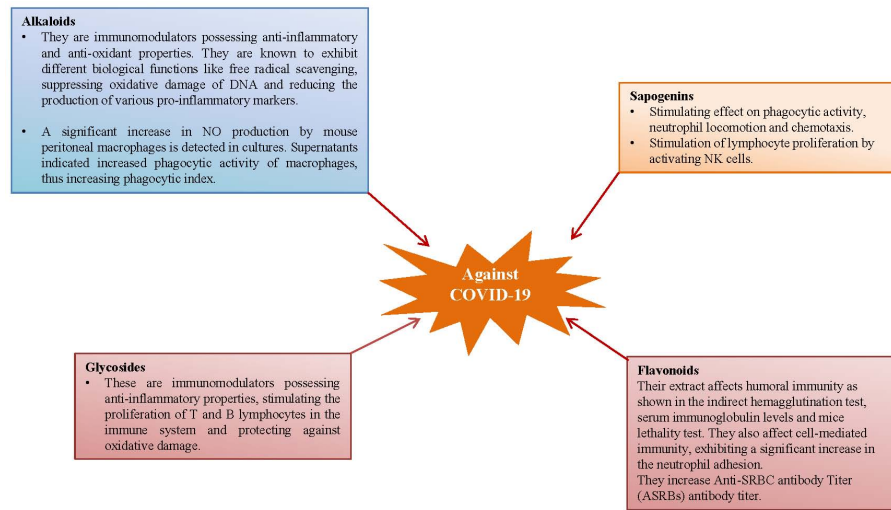 Alkaloids
• They are immunomodulators possessing anti-inflammatory
and anti-oxidant properties. They are known to exhibit
different biological functions like free radical scavenging,
suppressing oxidative damage of DNA and reducing the
production of various pro-inflammatory markers.
• A significant increase in NO production by mouse
peritoneal macrophages is detected in cultures. Supernatants
indicated increased phagocytic activity of macrophages,
thus increasing phagocytic index.
Sapogenins
• Stimulating effect on phagocytic activity,
neutrophil locomotion and chemotaxis.
• Stimulation of lymphocyte proliferation by
activating NK cells.
Against
COVID-19
Glycosides
• These are immunomodulators possessing
anti-inflammatory properties, stimulating the
proliferation of T and B lymphocytes in the
immune system and protecting against
oxidative damage.
Flavonoids
Their extract affects humoral immunity as
shown in the indirect hemagglutination test,
serum immunoglobulin levels and mice
lethality test. They also affect cell-mediated
immunity, exhibiting a significant increase in
the neutrophil adhesion.
They increase Anti-SRBC antibody Titer
(ASRBs) antibody titer.